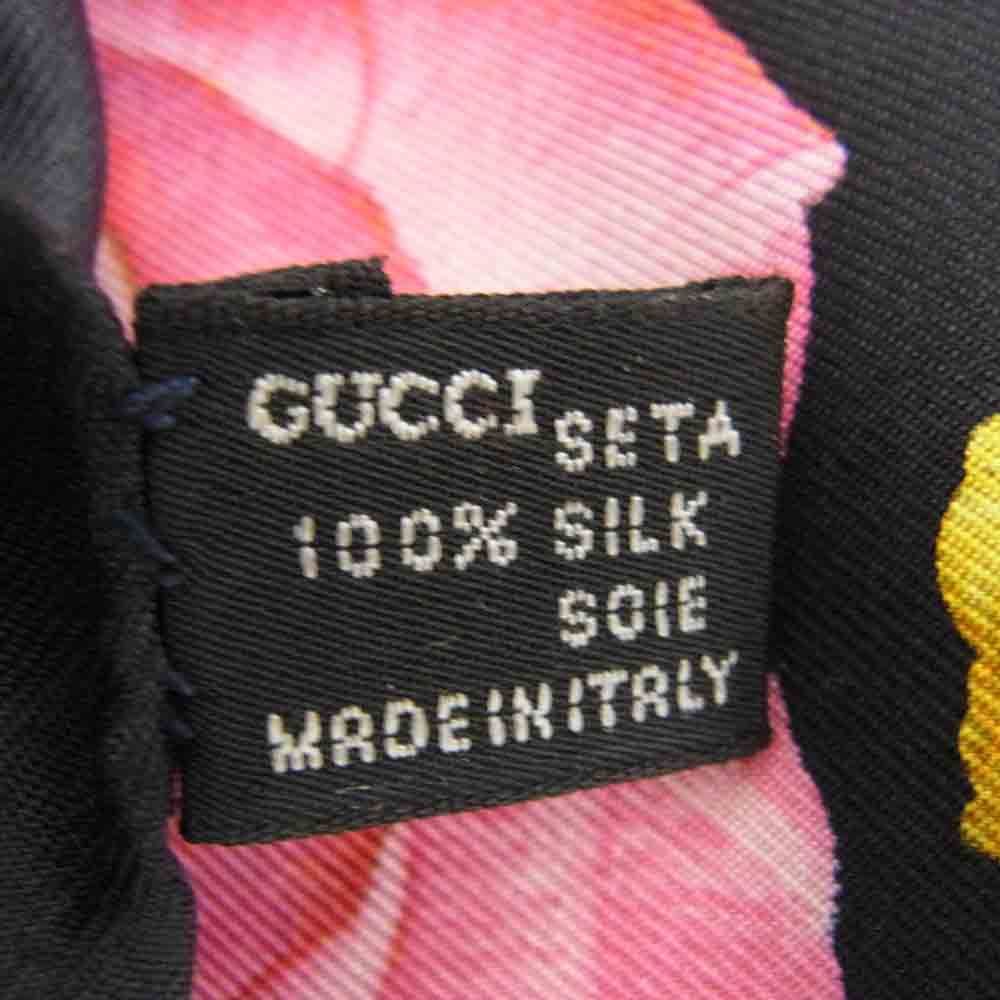 GUCCI SETA
100% SILK
SOIE
MADE IN ITALY